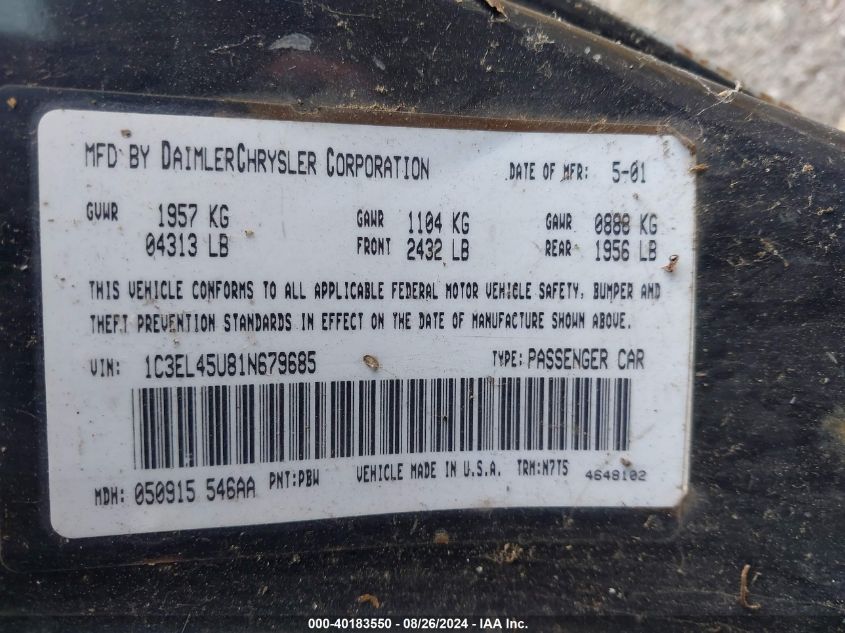 MFD BY DAIMLERCHRYSLER CORPORATION DATE OF MFR: 5-01
GVWR 1957 KG GAWR 1104 KG GAWR 0888 KG
04313 LB FRONT 2432 LB REAR 1956 LB
THIS VEHICLE CONFORMS TO ALL APPLICABLE FEDERAL MOTOR VEHICLE SAFETY, BUMPER AND
THEFT PREVENTION STANDARDS IN EFFECT ON THE DATE OF MANUFACTURE SHOWN ABOVE.
VIN: 1C3EL45U81N679685 TYPE: PASSENGER CAR
MDH: 050915 546AA PNT:PBW VEHICLE MADE IN U.S.A. TRM:N7T5 4648102
000-40183550 - 08/26/2024 - IAA Inc.